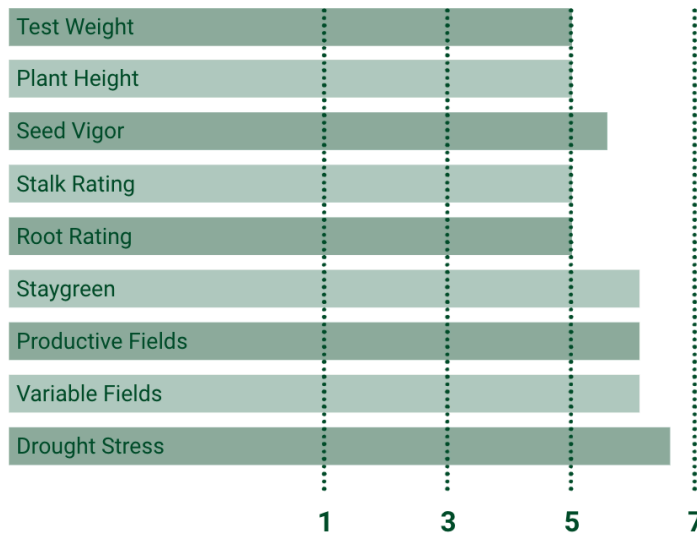 Test Weight
Plant Height
Seed Vigor
Stalk Rating
Root Rating
Staygreen
Productive Fields
Variable Fields
Drought Stress
1 3 5 7